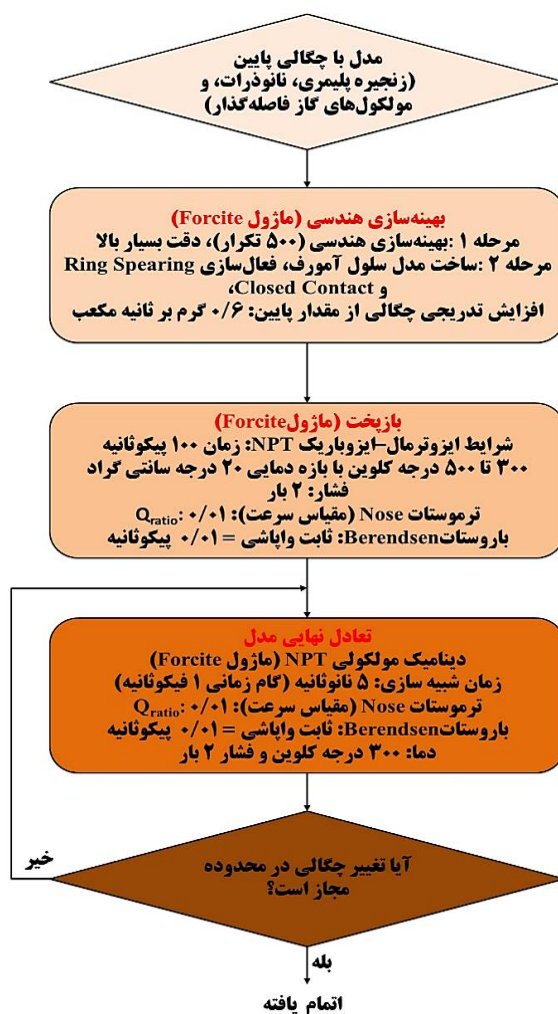 مدل با چگالی پایین
(زنجیره پلیمری، نانوذرات، و
مولکول‌های گاز فاصله‌گذار)
بهینه‌سازی هندسی (ماژول Forcite)
مرحله ۱ :بهینه‌سازی هندسی (۵۰۰ تکرار)، دقت بسیار بالا
مرحله ۲ :ساخت مدل سلول آمورف، فعال‌سازی Ring Spearing
و Closed Contact،
افزایش تدریجی چگالی از مقدار پایین: ۰/۶ گرم بر ثانیه مکعب
بازپخت (ماژولForcite)
شرایط ایزوترمال–ایزوباریک NPT: زمان ۱۰۰ پیکوثانیه
۳۰۰ تا ۵۰۰ درجه کلوین با بازه دمایی ۲۰ درجه سانتی گراد
فشار: ۲ بار
ترموستات Nose (مقیاس سرعت): ۰/۰۱ :Qratio
باروستاتBerendsen: ثابت واپاشی = ۰/۰۱ پیکوثانیه
تعادل نهایی مدل
دینامیک مولکولی NPT (ماژول Forcite)
زمان شبیه سازی: ۵ نانوثانیه (گام زمانی ۱ فیکوثانیه)
ترموستات Nose (مقیاس سرعت): ۰/۰۱ :Qratio
باروستاتBerendsen: ثابت واپاشی = ۰/۰۱ پیکوثانیه
دما: ۳۰۰ درجه کلوین و فشار ۲ بار
آیا تغییر چگالی در محدوده
مجاز است؟
خیر
بله
اتمام یافته